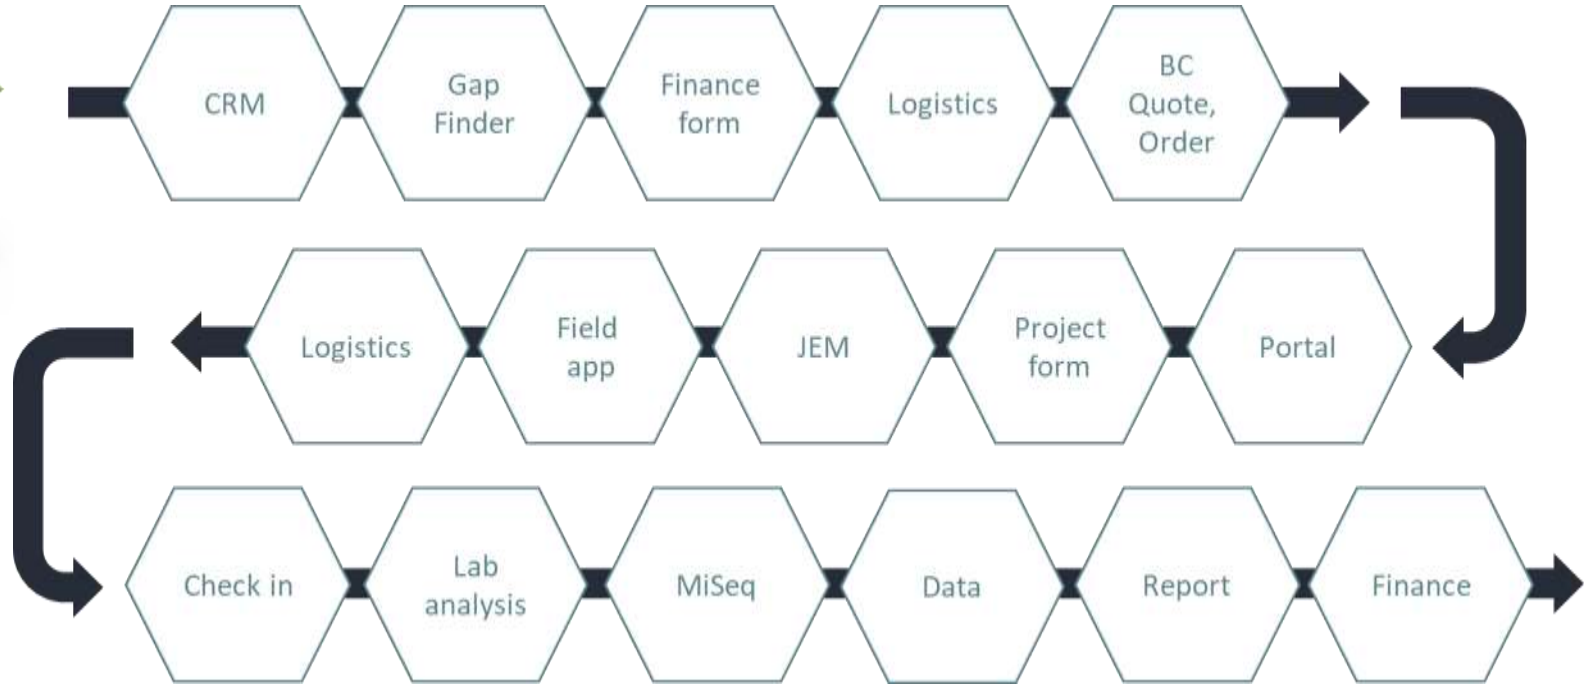 CRM
Gap
Finder
Finance
form
Logistics
BC
Quote,
Order
Logistics
Field
app
JEM
Project
form
Portal
Check in
Lab
analysis
MiSeq
Data
Report
Finance